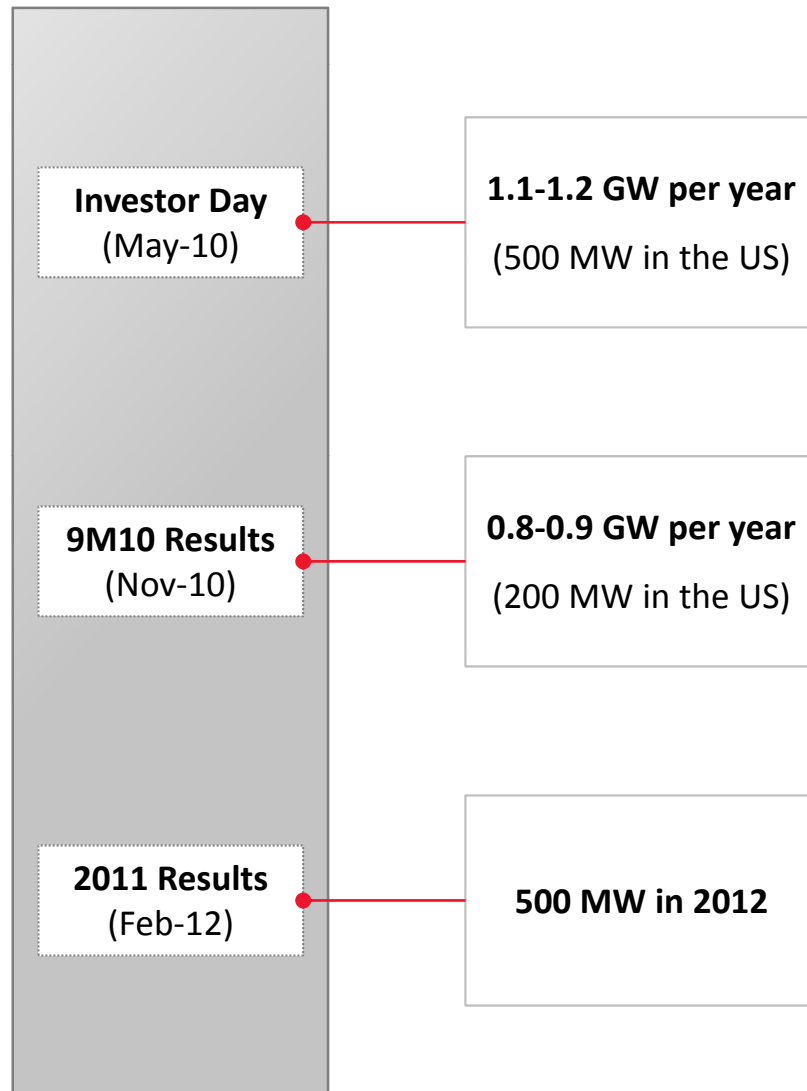 Investor Day
(May-10)
1.1-1.2 GW per year
(500 MW in the US)
9M10 Results
(Nov-10)
0.8-0.9 GW per year
(200 MW in the US)
2011 Results
(Feb-12)
500 MW in 2012